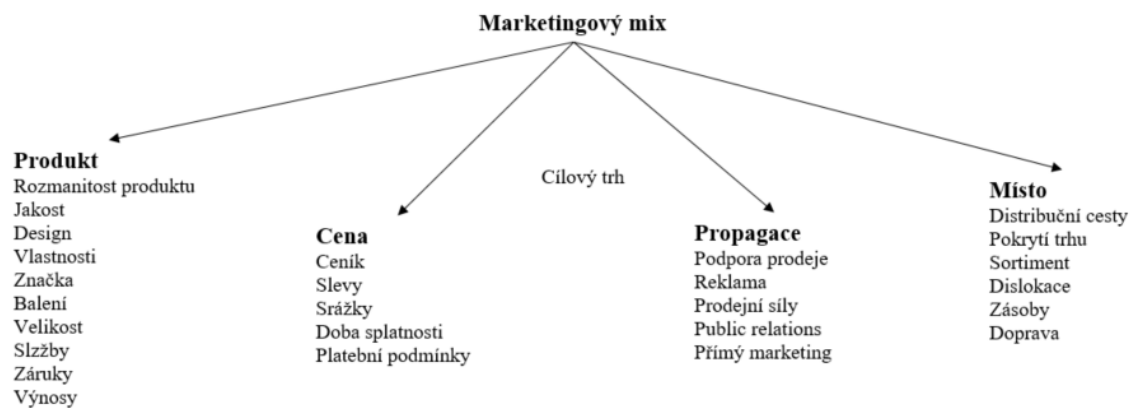 Marketingový mix
Produkt
Rozmanitost produktu
Jakost
Design
Vlastnosti
Značka
Balení
Velikost
Slzžby
Záruky
Výnosy
Cena
Ceník
Slevy
Srážky
Doba splatnosti
Platební podmínky
Cílový trh
Propagace
Podpora prodeje
Reklama
Prodejní síly
Public relations
Přímý marketing
Místo
Distribuční cesty
Pokrytí trhu
Sortiment
Dislokace
Zásoby
Doprava